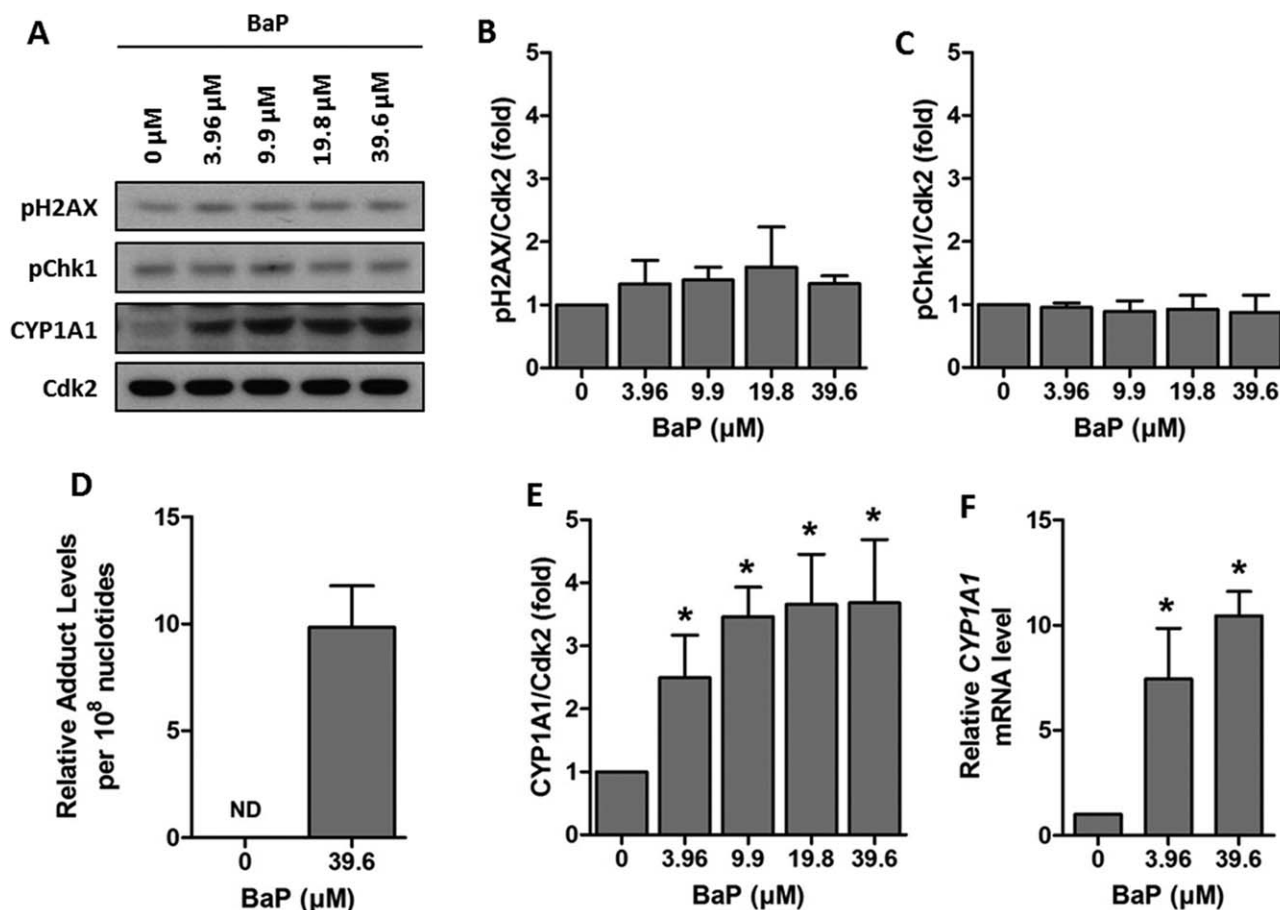 A
BaP
0 µM
3.96 µM
9.9 µM
19.8 µM
39.6 µM
pH2AX
pChk1
CYP1A1
Cdk2
B
pH2AX/Cdk2 (fold)
5
4
3
2
1
0
0 3.96 9.9 19.8 39.6
BaP (µM)
C
pChk1/Cdk2 (fold)
5
4
3
2
1
0
0 3.96 9.9 19.8 39.6
BaP (µM)
D
Relative Adduct Levels
per 10⁸ nuclotides
15
10
5
0
ND
0 39.6
BaP (µM)
E
CYP1A1/Cdk2 (fold)
5
4
3
2
1
0
* * * *
0 3.96 9.9 19.8 39.6
BaP (µM)
F
Relative CYP1A1
mRNA level
15
10
5
0
* *
0 3.96 39.6
BaP (µM)